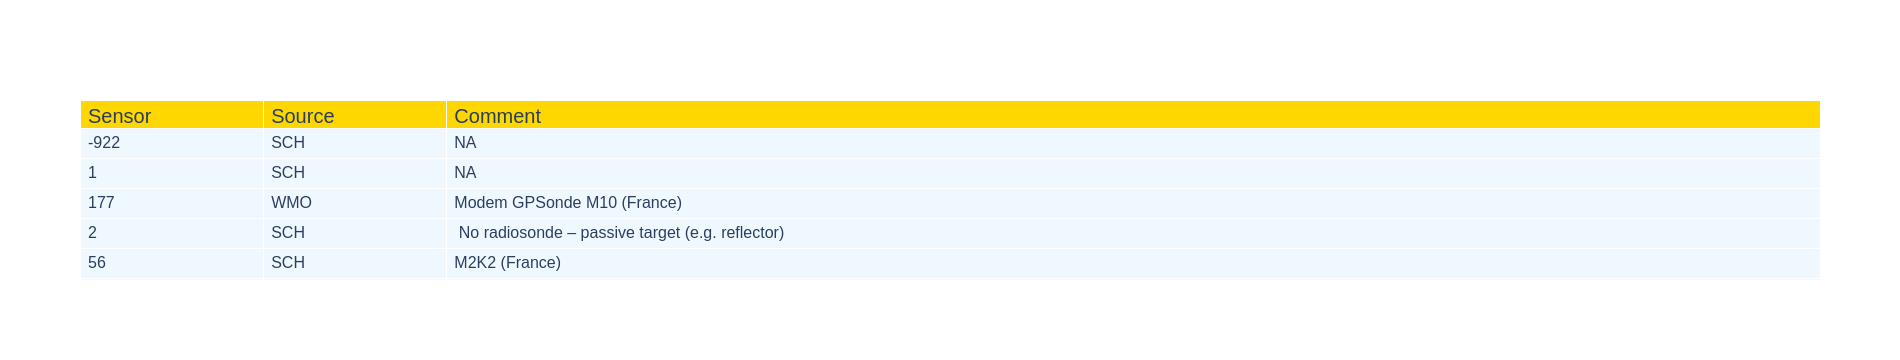 Sensor Source Comment
-922 SCH NA
1 SCH NA
177 WMO Modem GPSonde M10 (France)
2 SCH No radiosonde – passive target (e.g. reflector)
56 SCH M2K2 (France)